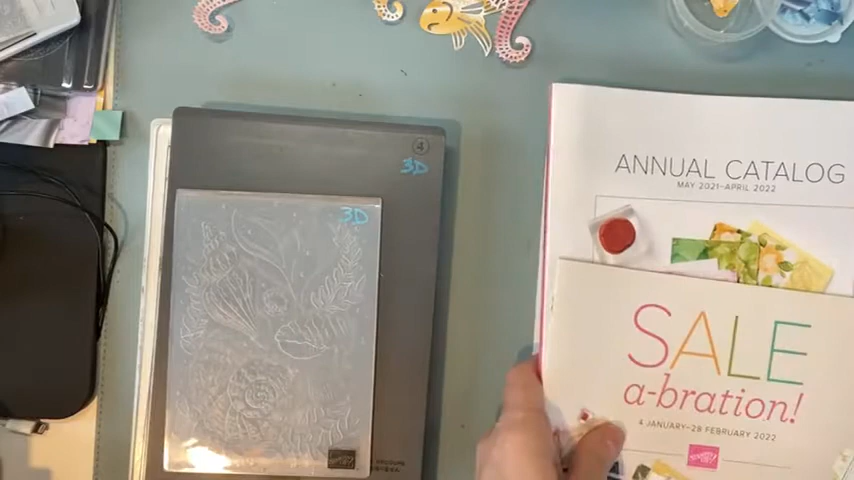 ④
3D
3D
ANNUAL CATALOG
MAY 2021–APRIL 2022
SALE
a-bration!
4 JANUARY–28 FEBRUARY 2022